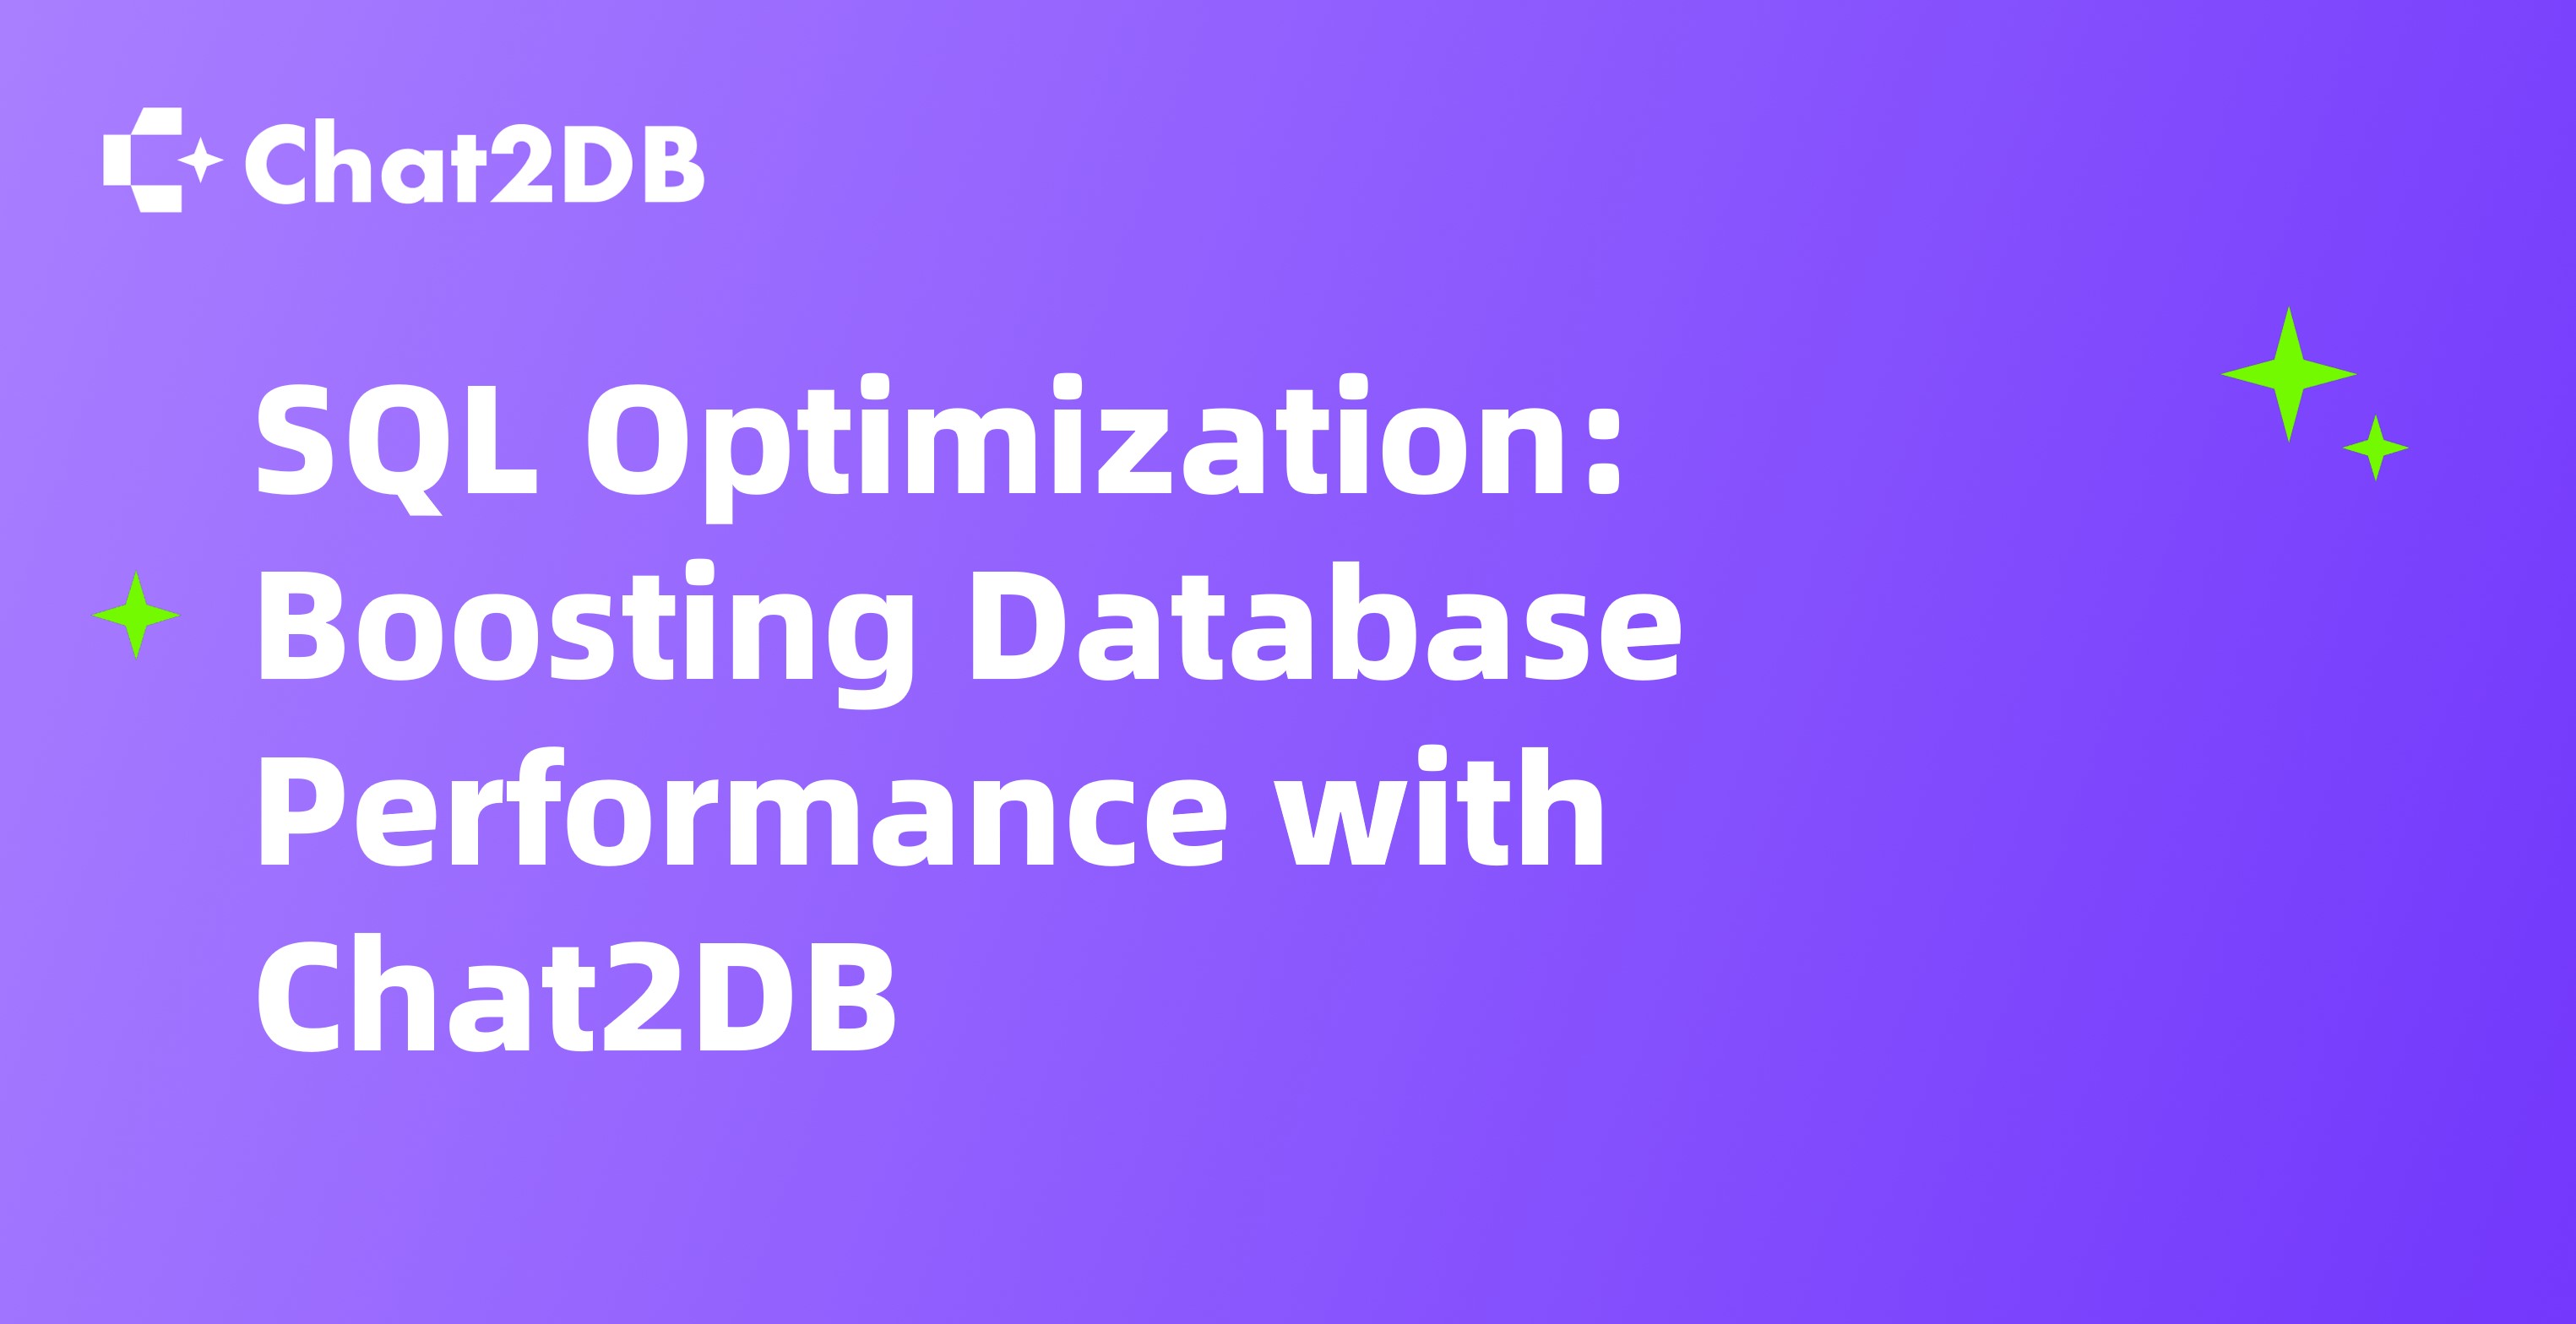 Chat2DB
SQL Optimization:
Boosting Database
Performance with
Chat2DB